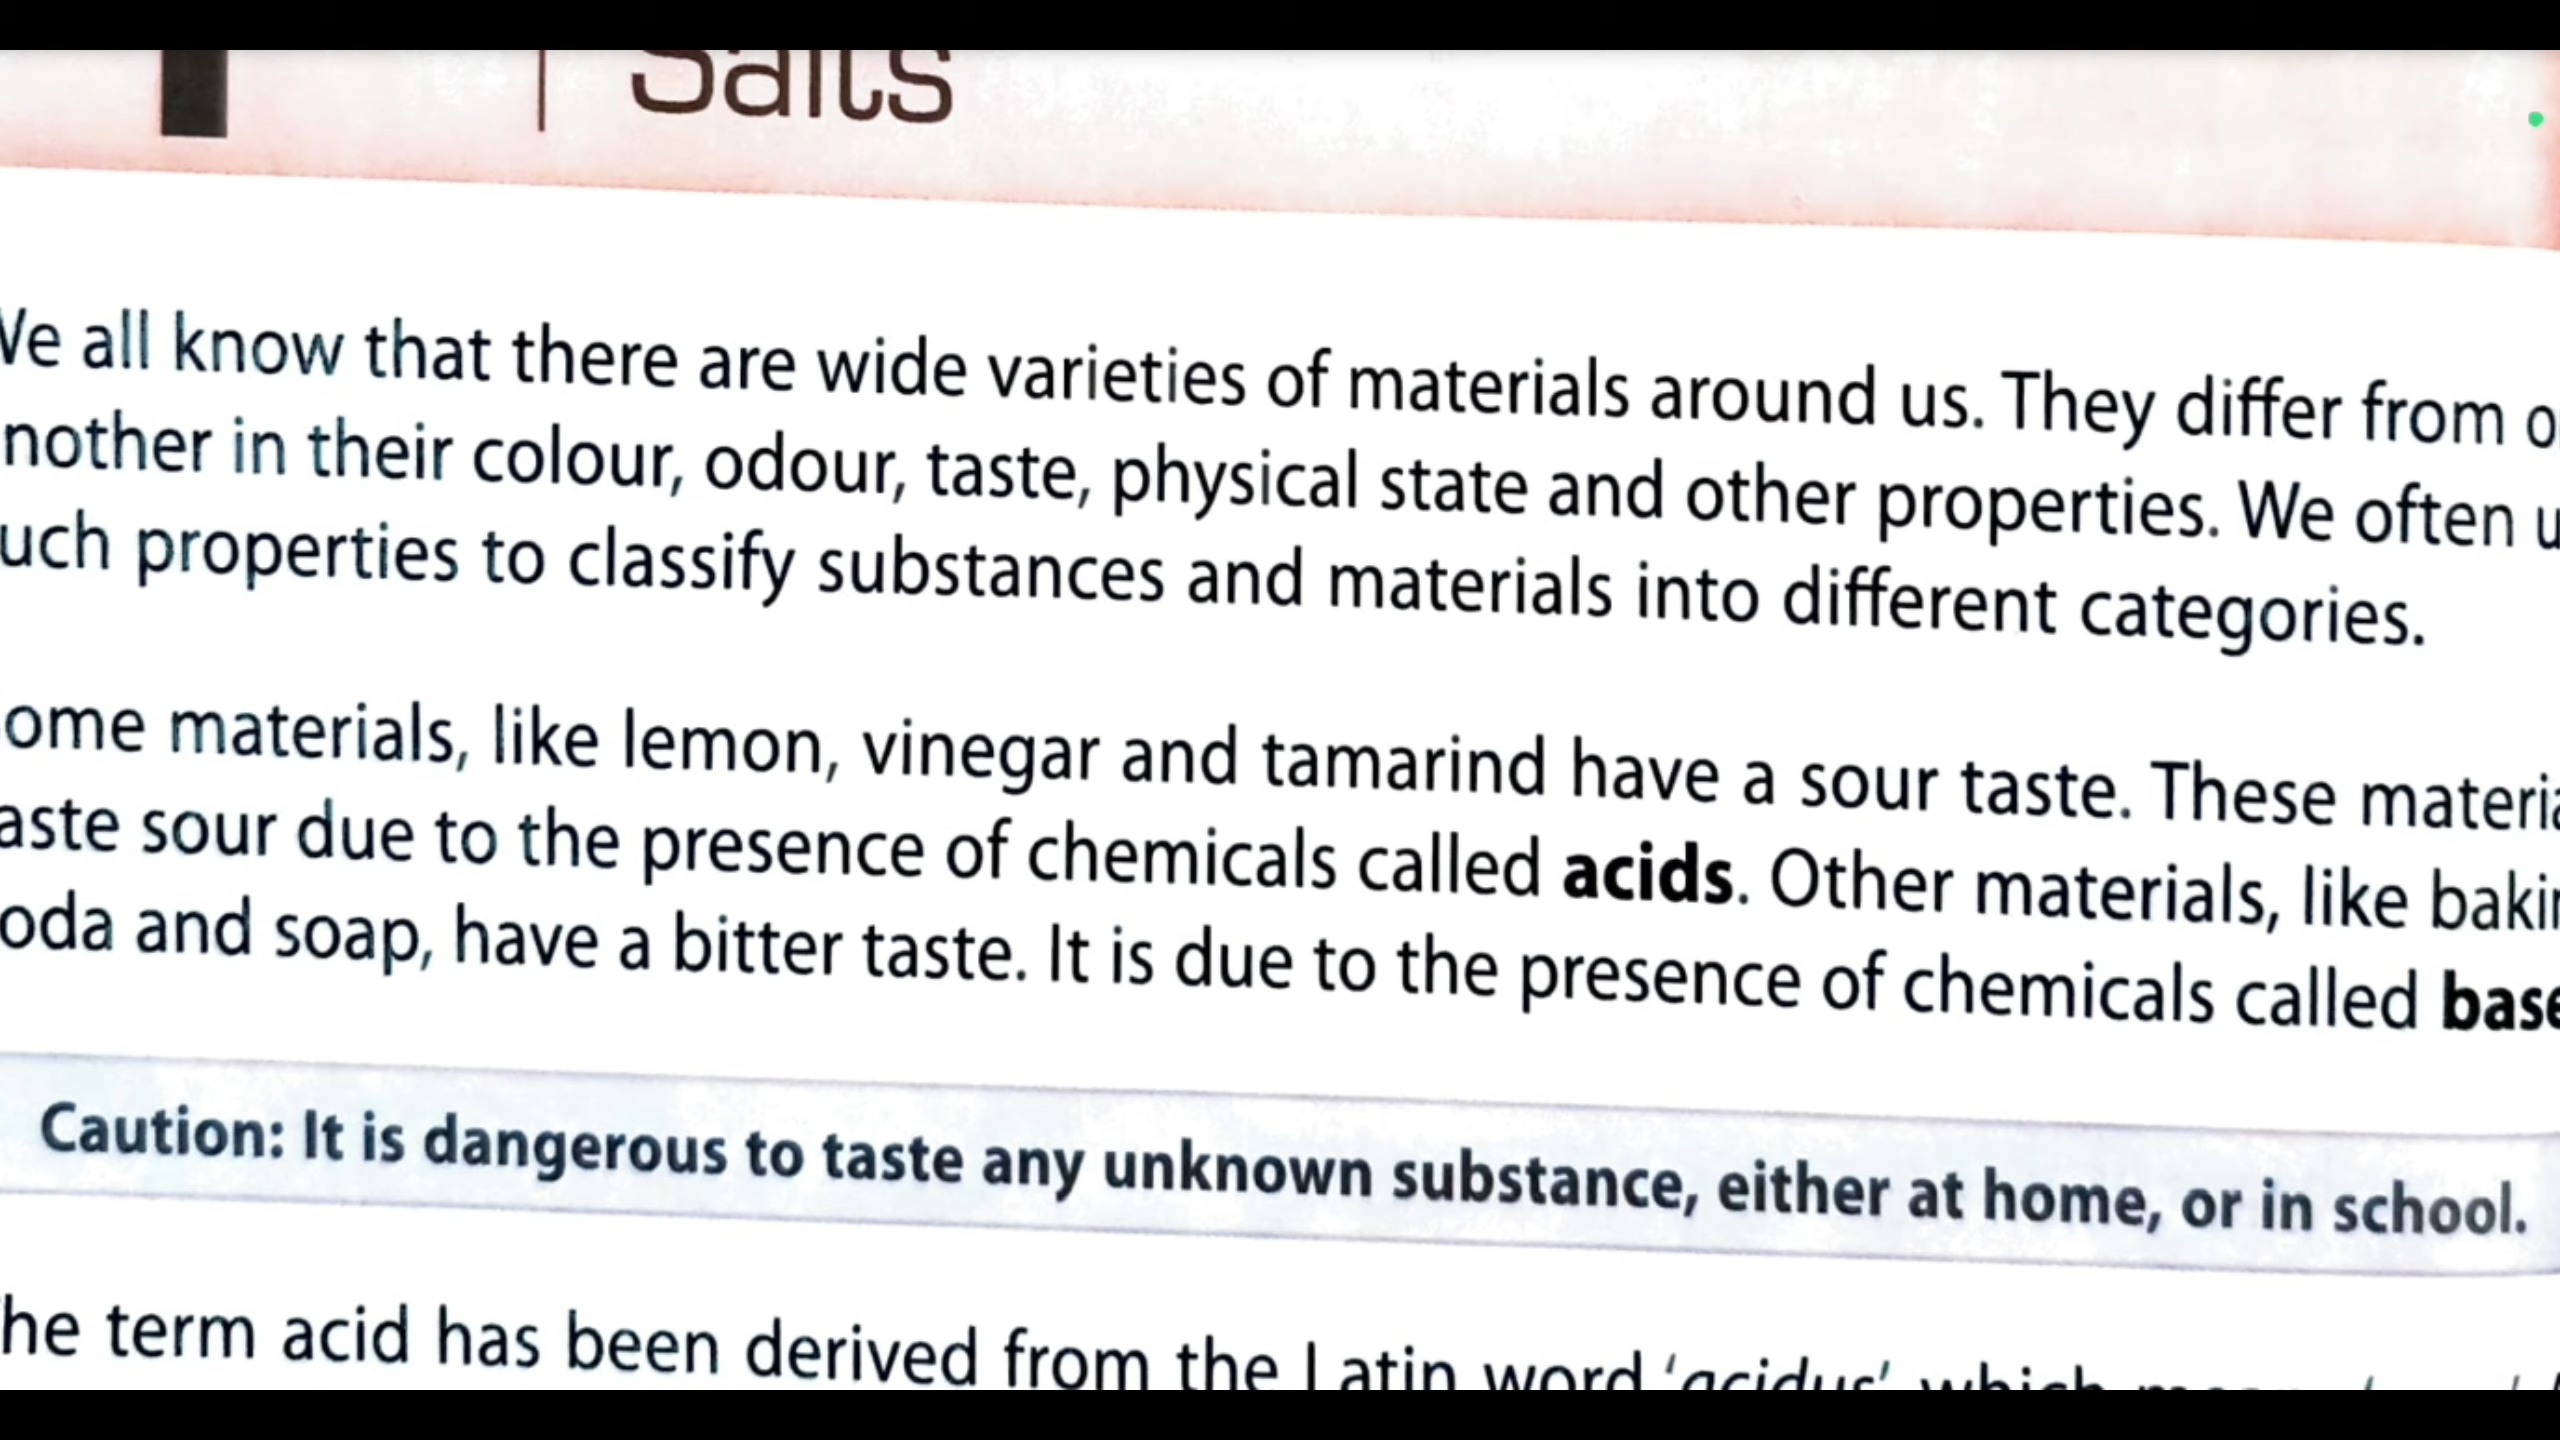 Salts
We all know that there are wide varieties of materials around us. They differ from
nother in their colour, odour, taste, physical state and other properties. We often
uch properties to classify substances and materials into different categories.
ome materials, like lemon, vinegar and tamarind have a sour taste. These materia
aste sour due to the presence of chemicals called acids. Other materials, like bakin
oda and soap, have a bitter taste. It is due to the presence of chemicals called base
Caution: It is dangerous to taste any unknown substance, either at home, or in school.
he term acid has been derived from the Latin word 'acidus' which